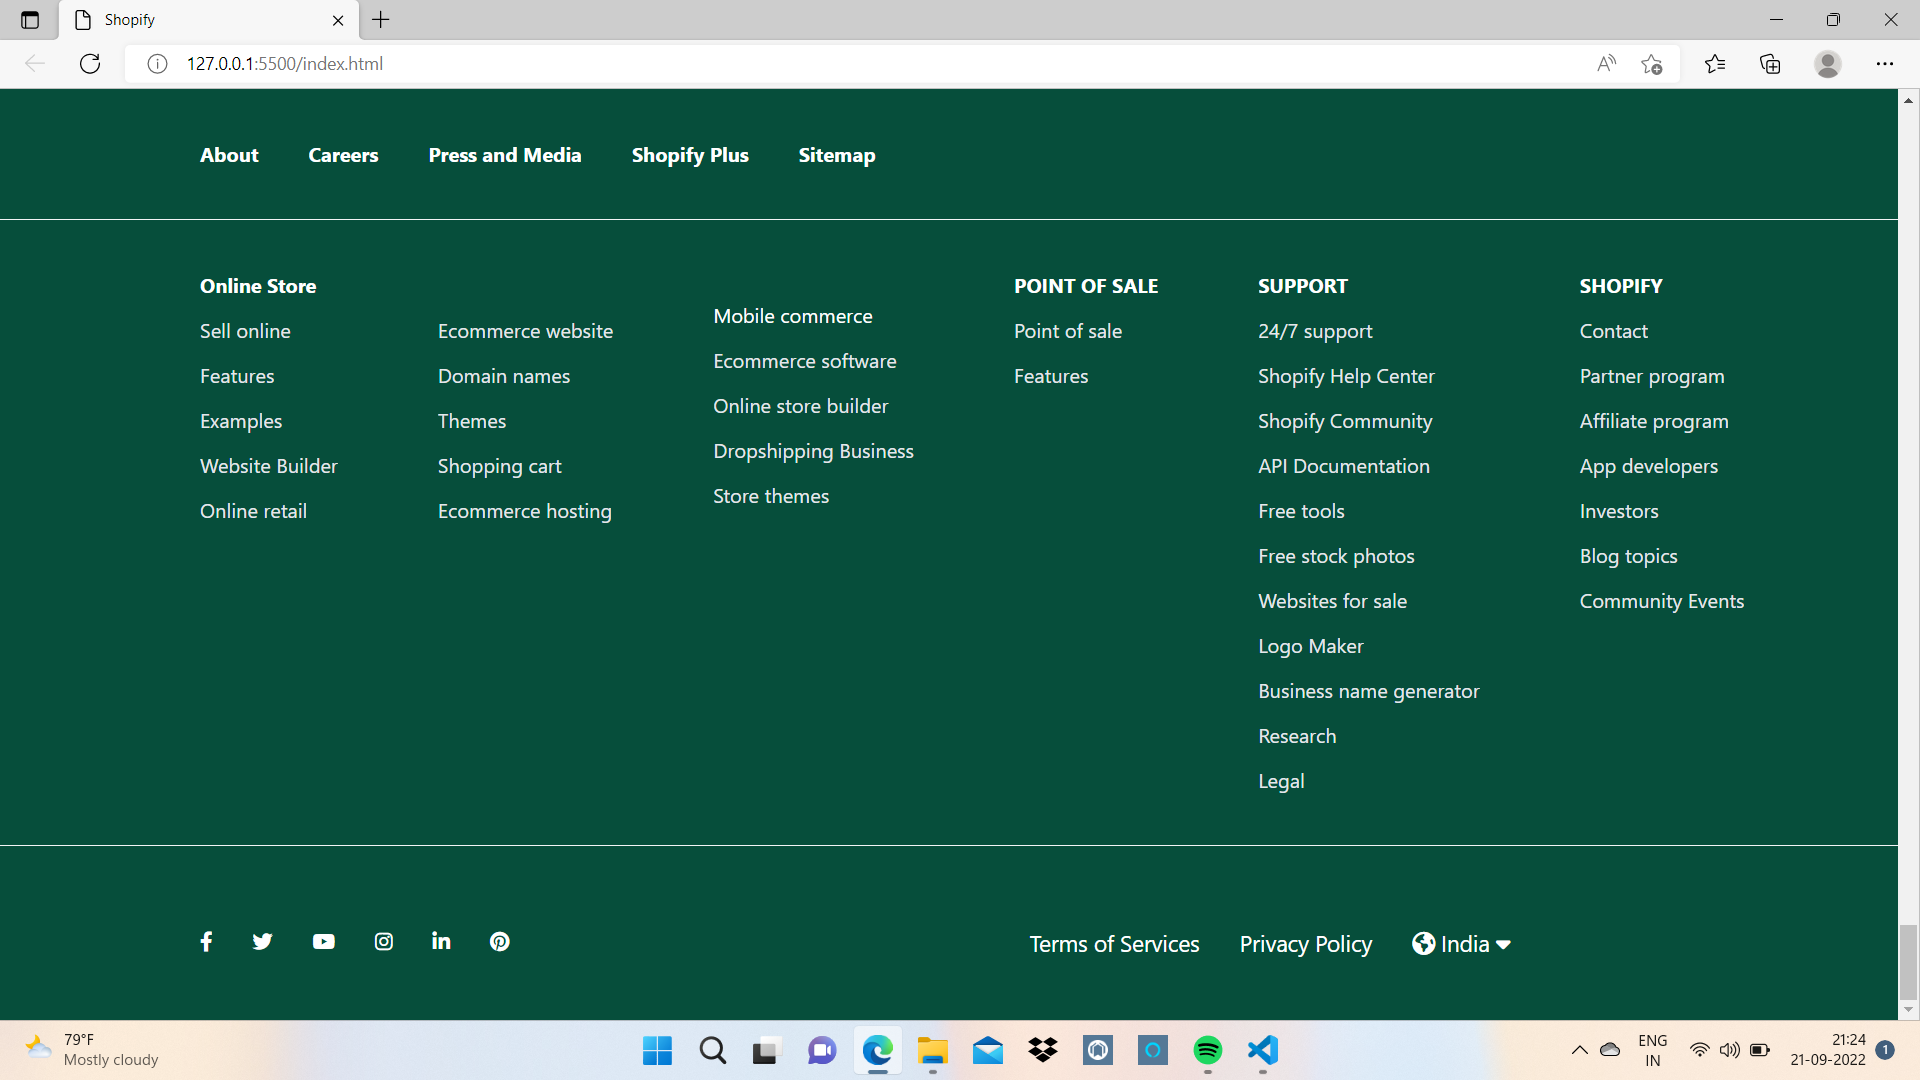 Shopify
127.0.0.1:5500/index.html
About Careers Press and Media Shopify Plus Sitemap
Online Store
Sell online
Features
Examples
Website Builder
Online retail
Ecommerce website
Domain names
Themes
Shopping cart
Ecommerce hosting
Mobile commerce
Ecommerce software
Online store builder
Dropshipping Business
Store themes
POINT OF SALE
Point of sale
Features
SUPPORT
24/7 support
Shopify Help Center
Shopify Community
API Documentation
Free tools
Free stock photos
Websites for sale
Logo Maker
Business name generator
Research
Legal
SHOPIFY
Contact
Partner program
Affiliate program
App developers
Investors
Blog topics
Community Events
Terms of Services Privacy Policy India
79°F
Mostly cloudy
ENG
IN
21:24
21-09-2022
1